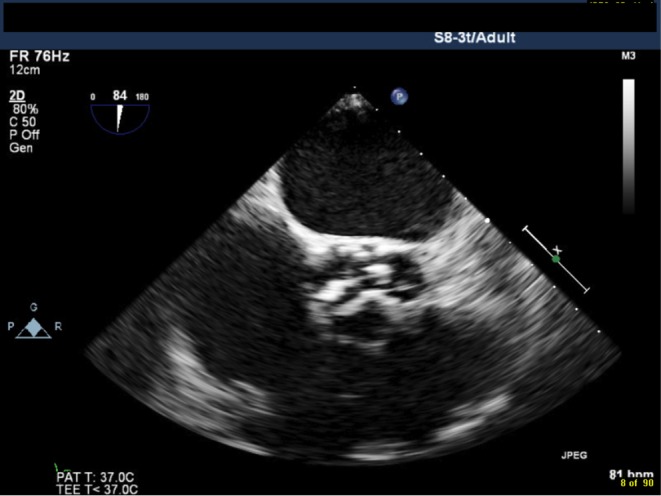 S8-3t/Adult
FR 76Hz
12cm
M3
2D
80%
C 50
P Off
Gen
0 84 180
P
G
P R
X
JPEG
PAT T: 37.0C
TEE T< 37.0C
81 bpm
8 of 90